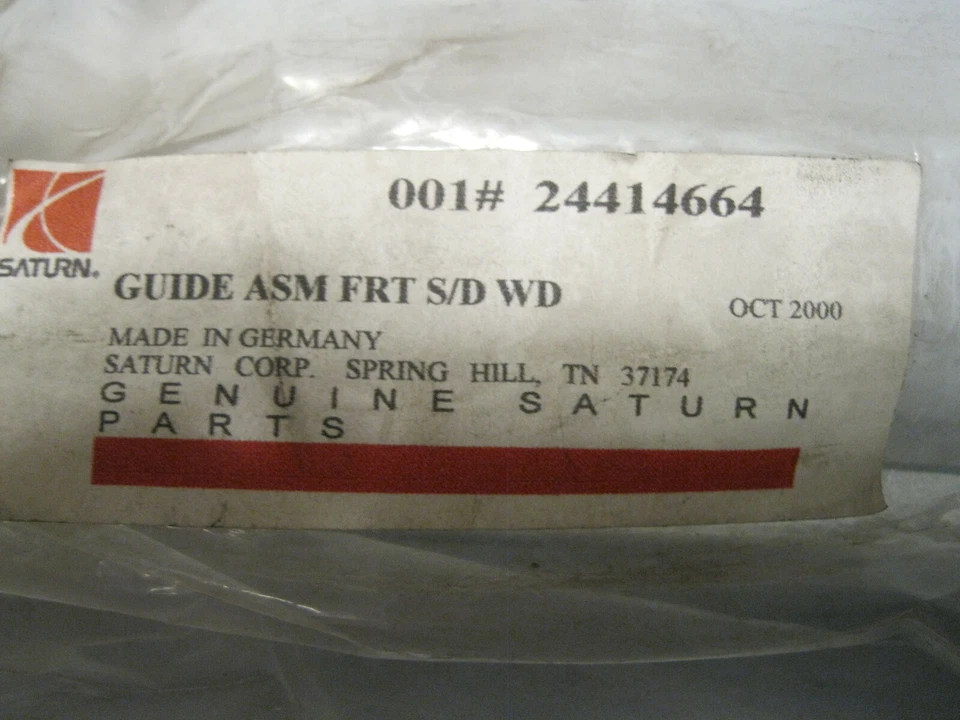 001# 24414664
SATURN.
GUIDE ASM FRT S/D WD
OCT 2000
MADE IN GERMANY
SATURN CORP. SPRING HILL, TN 37174
GENUINE SATURN
PARTS